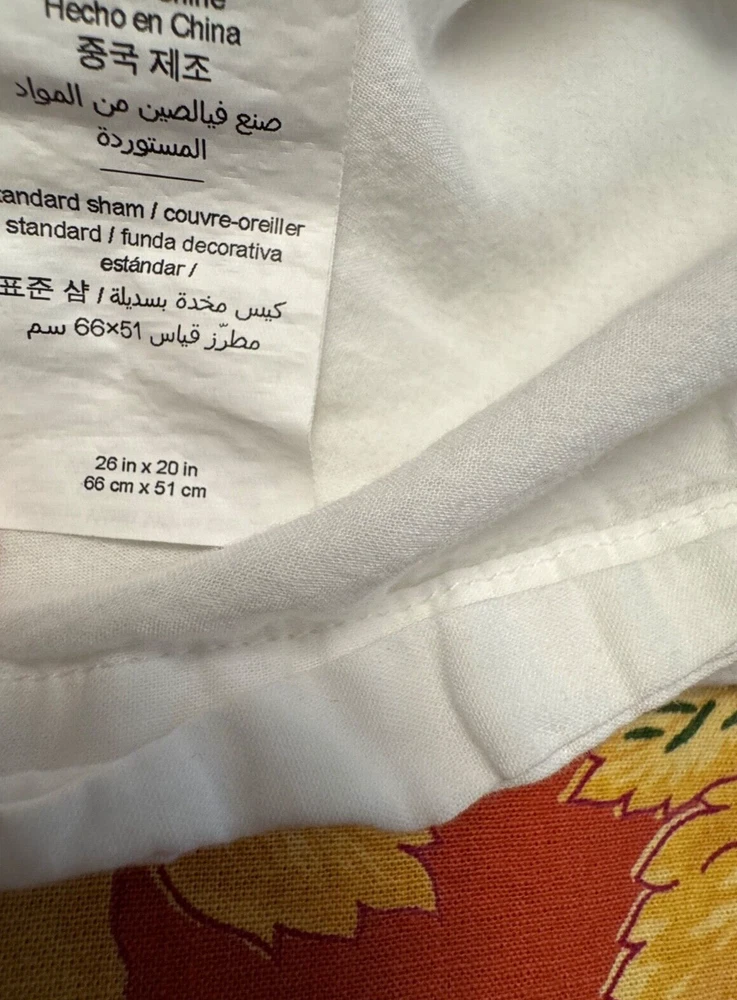 Hecho en China
중국 제조
صنع فيالصين من المواد
المستوردة
andard sham / couvre-oreiller
standard / funda decorativa
estándar /
표준 샴 / كيس مخدة بسديلة
مطرّز قياس 51×66 سم
26 in x 20 in
66 cm x 51 cm